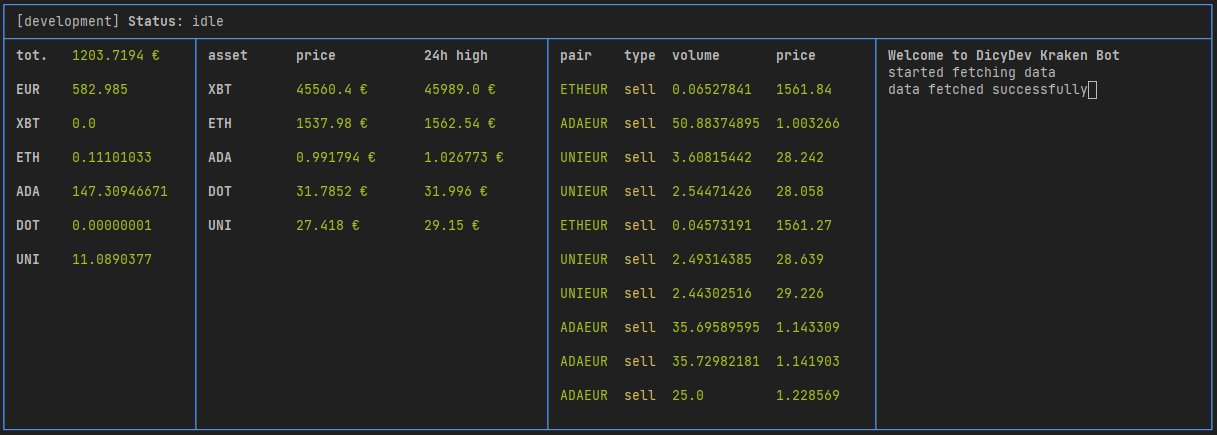 [development] Status: idle
tot. 1203.7194 €
EUR 582.985
XBT 0.0
ETH 0.11101033
ADA 147.30946671
DOT 0.00000001
UNI 11.0890377
asset price 24h high
XBT 45560.4 € 45989.0 €
ETH 1537.98 € 1562.54 €
ADA 0.991794 € 1.026773 €
DOT 31.7852 € 31.996 €
UNI 27.418 € 29.15 €
pair type volume price
ETHEUR sell 0.06527841 1561.84
ADAEUR sell 50.88374895 1.003266
UNIEUR sell 3.60815442 28.242
UNIEUR sell 2.54471426 28.058
ETHEUR sell 0.04573191 1561.27
UNIEUR sell 2.49314385 28.639
UNIEUR sell 2.44302516 29.226
ADAEUR sell 35.69589595 1.143309
ADAEUR sell 35.72982181 1.141903
ADAEUR sell 25.0 1.228569
Welcome to DicyDev Kraken Bot
started fetching data
data fetched successfully